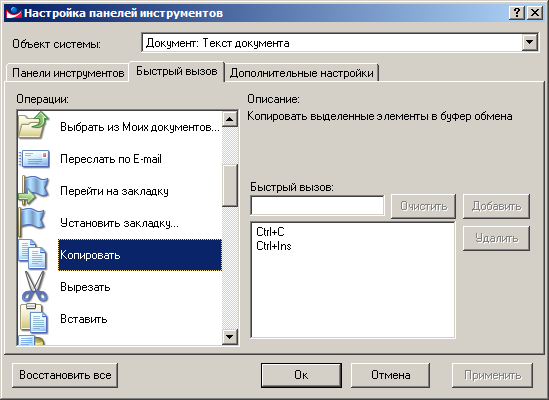 Настройка панелей инструментов
Объект системы:
Документ: Текст документа
Панели инструментов
Быстрый вызов
Дополнительные настройки
Операции:
Выбрать из Моих документов...
Переслать по E-mail
Перейти на закладку
Установить закладку...
Копировать
Вырезать
Вставить
Описание:
Копировать выделенные элементы в буфер обмена
Быстрый вызов:
Очистить
Добавить
Ctrl+C
Ctrl+Ins
Удалить
Восстановить все
Ок
Отмена
Применить